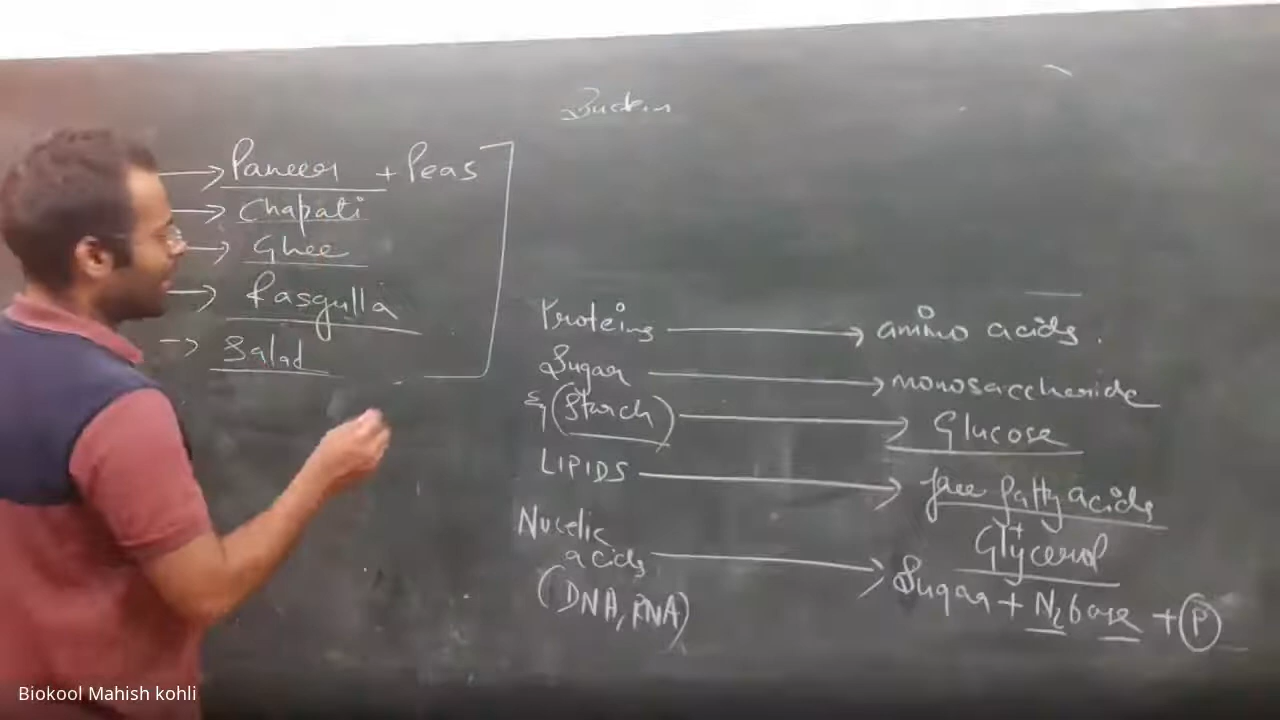 → Paneer + Peas
→ Chapati
→ Ghee
→ Rasgulla
→ Salad
Proteins → amino acids.
Sugar → monosaccharide
& (Starch) → Glucose
LIPIDS → free fatty acids
+
Glycerol
Nucelic
acids → Sugar + N2 base + P
(DNA, RNA)
Biokool Mahish kohli